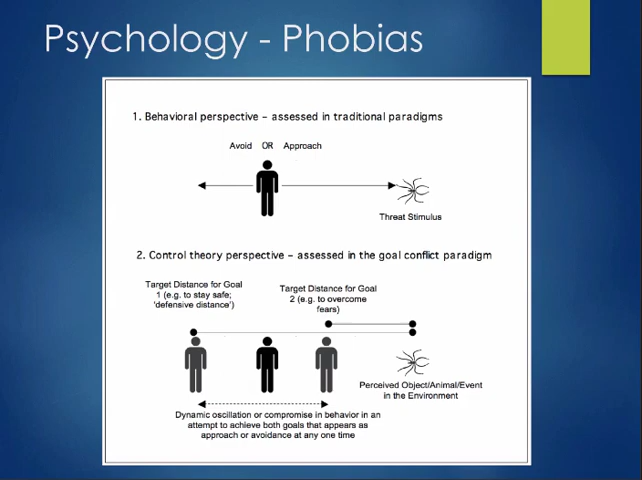 Psychology - Phobias
1. Behavioral perspective – assessed in traditional paradigms
Avoid OR Approach
Threat Stimulus
2. Control theory perspective – assessed in the goal conflict paradigm
Target Distance for Goal
1 (e.g. to stay safe;
'defensive distance')
Target Distance for Goal
2 (e.g. to overcome
fears)
Perceived Object/Animal/Event
in the Environment
Dynamic oscillation or compromise in behavior in an
attempt to achieve both goals that appears as
approach or avoidance at any one time